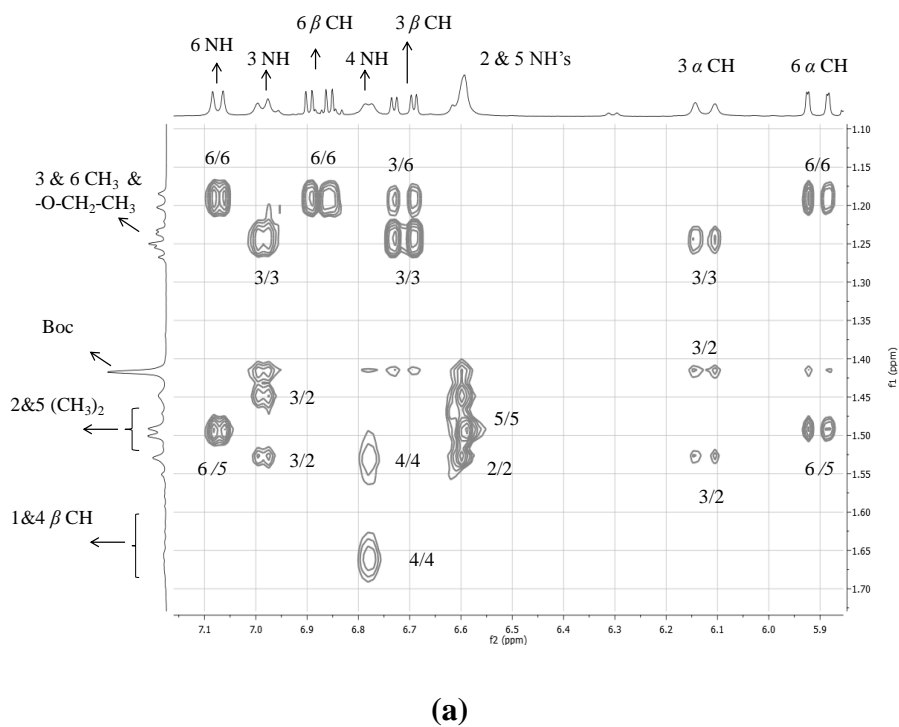 6 NH
3 NH
6 β CH
4 NH
3 β CH
2 & 5 NH's
3 α CH
6 α CH
3 & 6 CH3 &
-O-CH2-CH3
Boc
2&5 (CH3)2
1&4 β CH
6/6
6/6
3/6
6/6
3/3
3/3
3/3
3/2
3/2
5/5
6 /5
3/2
4/4
2/2
3/2
6/5
4/4
1.10
1.15
1.20
1.25
1.30
1.35
1.40
1.45
1.50
1.55
1.60
1.65
1.70
f1 (ppm)
7.1 7.0 6.9 6.8 6.7 6.6 6.5 6.4 6.3 6.2 6.1 6.0 5.9
f2 (ppm)
(a)